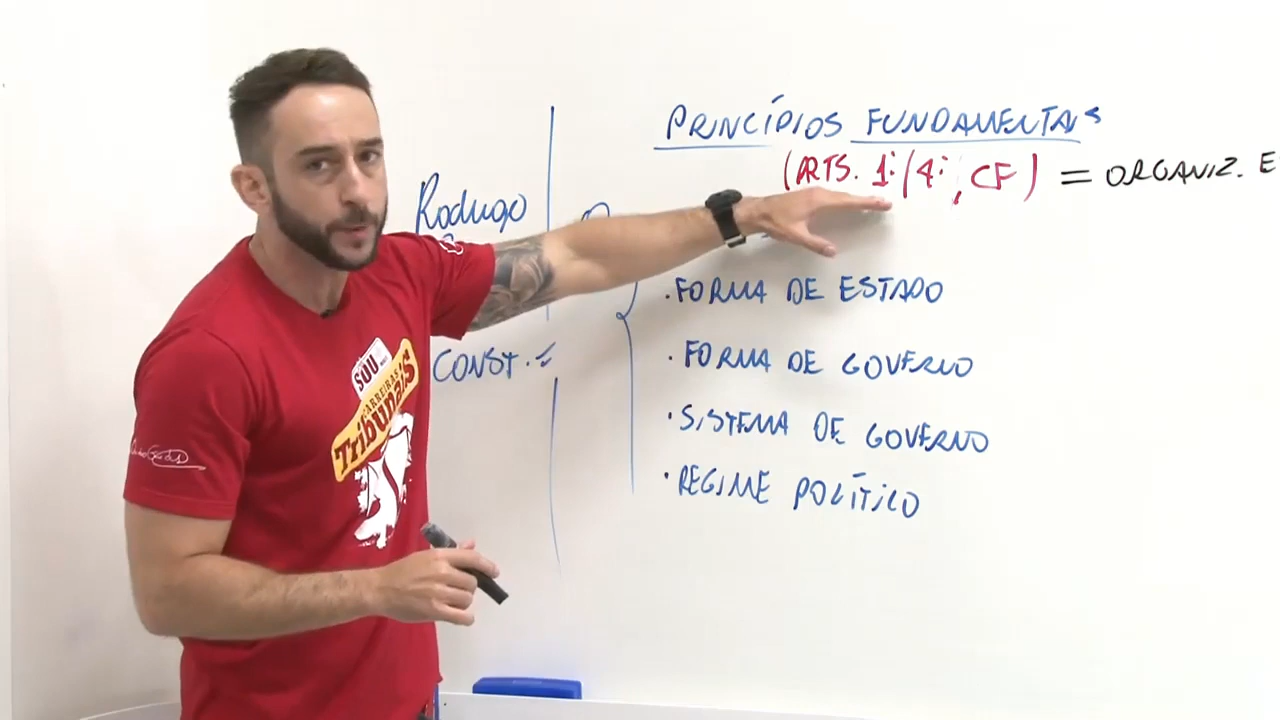 PRINCÍPIOS FUNDAMENTAIS
(ARTS. 1º/4º, CF) = ORGANIZ. E
Rodrigo
• FORMA DE ESTADO
CONST. =
• FORMA DE GOVERNO
• SISTEMA DE GOVERNO
• REGIME POLÍTICO
SOU
CARREIRAS
Tribunais